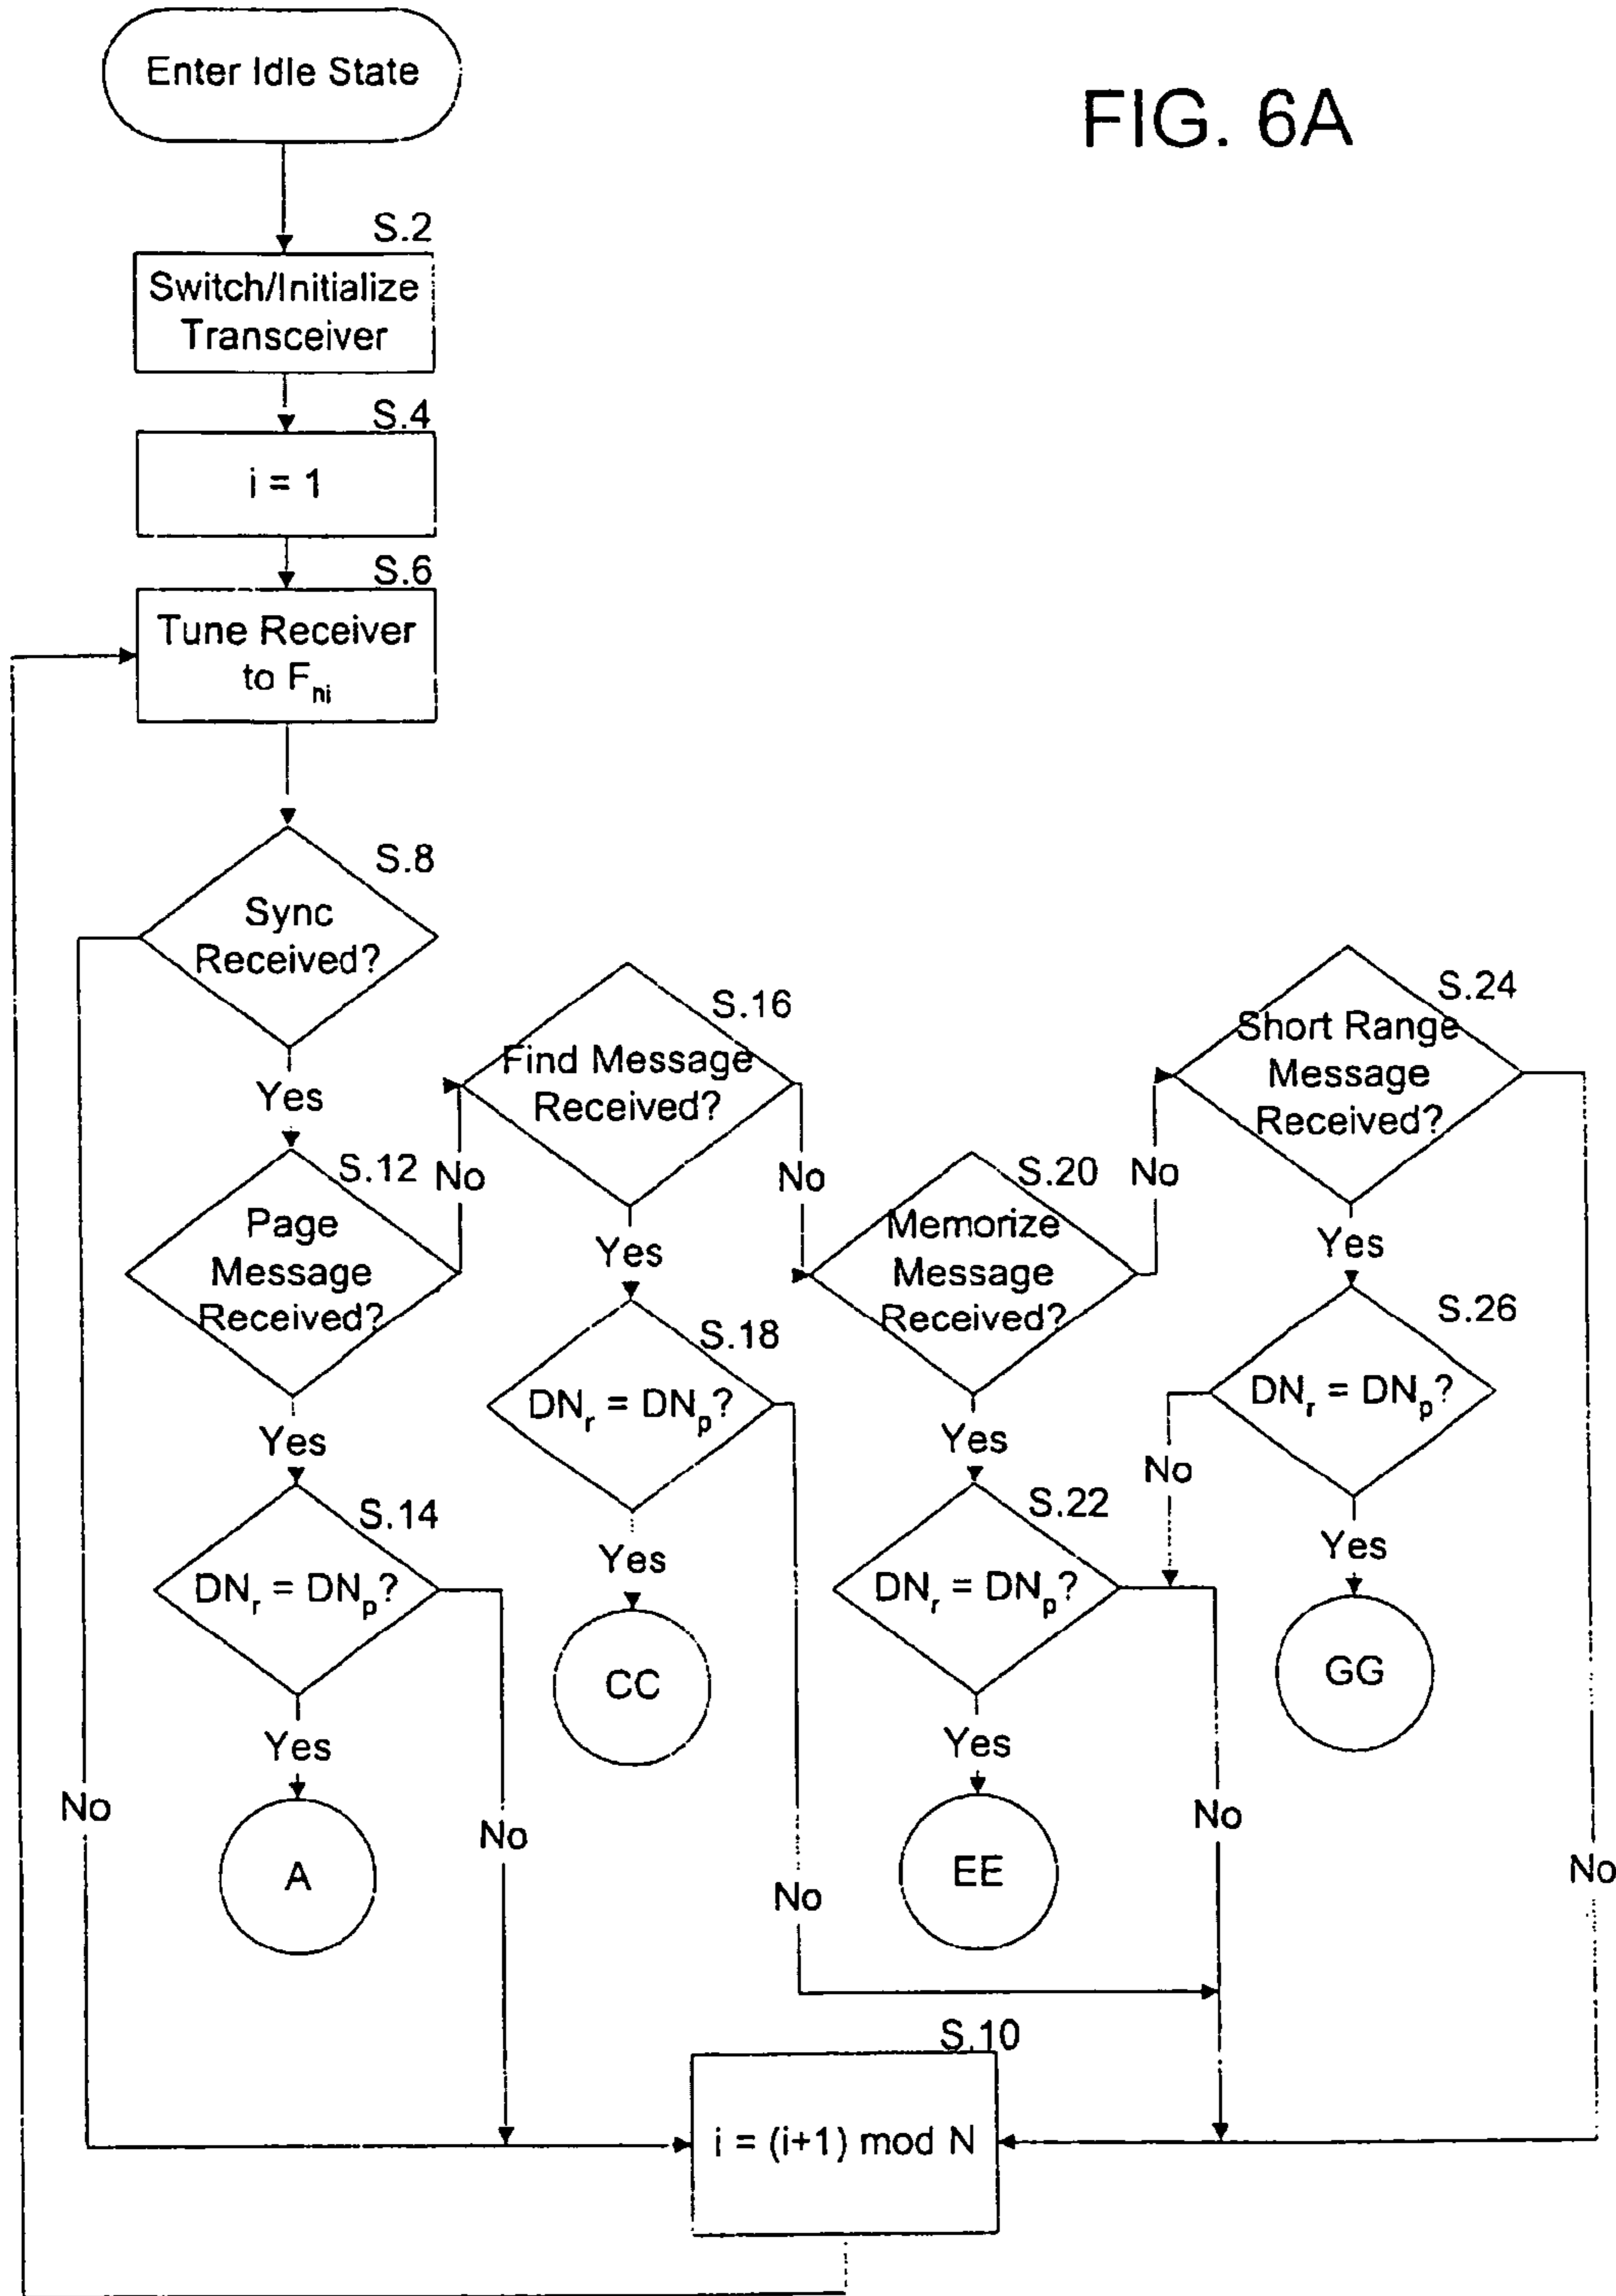 FIG. 6A
Enter Idle State
S.2
Switch/Initialize
Transceiver
S.4
i = 1
S.6
Tune Receiver
to Fhi
S.8
Sync
Received?
Yes
No
S.12
Page
Message
Received?
No
Yes
S.14
DNr = DNp?
Yes
No
A
S.16
Find Message
Received?
No
Yes
S.18
DNr = DNp?
Yes
No
CC
S.20
Memorize
Message
Received?
No
Yes
S.22
DNr = DNp?
Yes
No
EE
S.24
Short Range
Message
Received?
Yes
No
S.26
DNr = DNp?
No
Yes
GG
S.10
i = (i+1) mod N